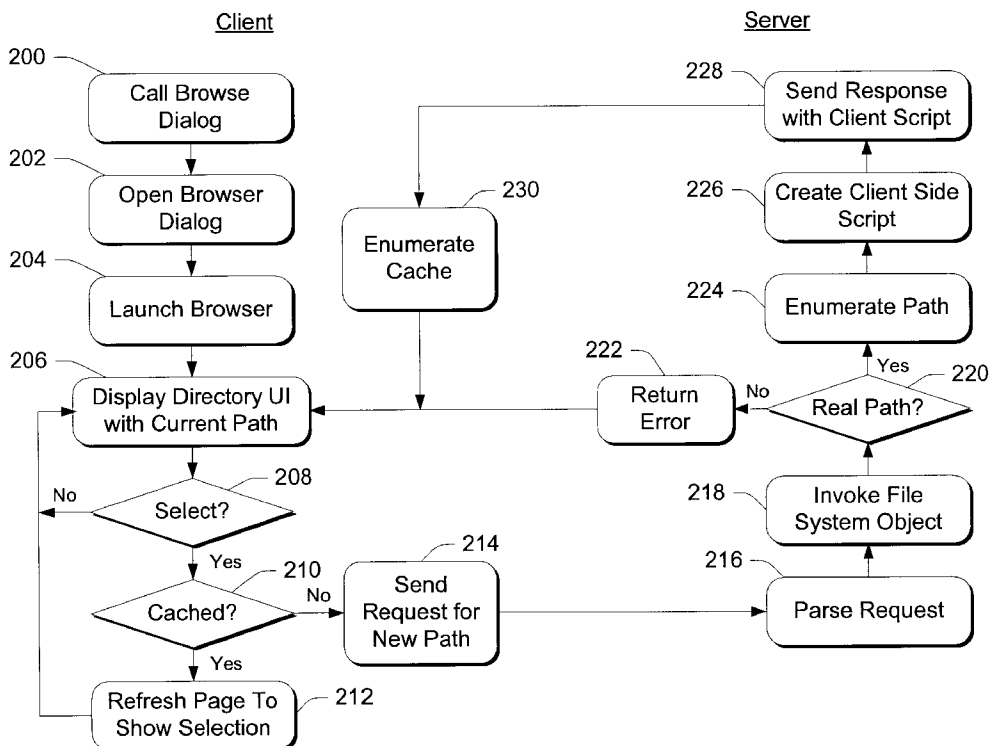 Client
Server
200
Call Browse
Dialog
202
Open Browser
Dialog
204
Launch Browser
206
Display Directory UI
with Current Path
208
Select?
No
Yes
210
Cached?
No
Yes
Refresh Page To
Show Selection
212
214
Send
Request for
New Path
216
Parse Request
218
Invoke File
System Object
220
Real Path?
No
Yes
222
Return
Error
224
Enumerate Path
226
Create Client Side
Script
228
Send Response
with Client Script
230
Enumerate
Cache